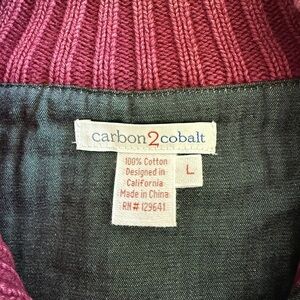 carbon2cobalt
100% Cotton
Designed in
California
Made in China
RN# 129641
L